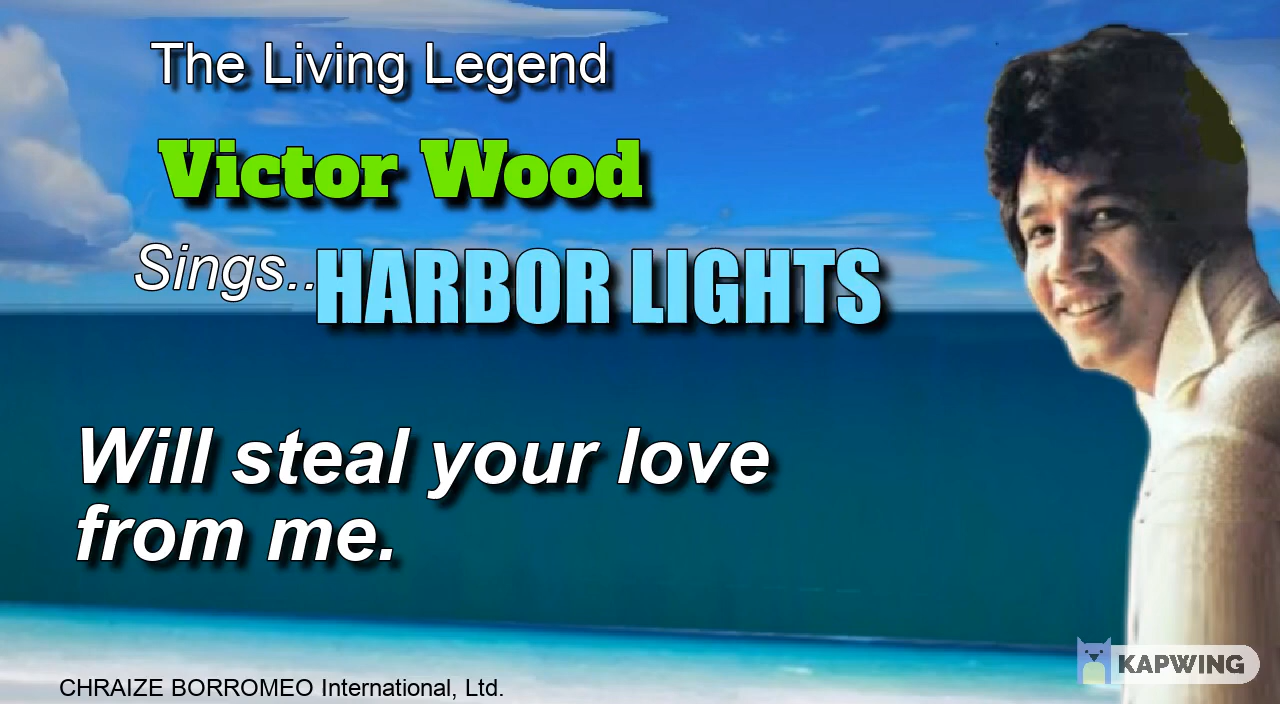 The Living Legend
Victor Wood
Sings..HARBOR LIGHTS
Will steal your love
from me.
KAPWING
CHRAIZE BORROMEO International, Ltd.